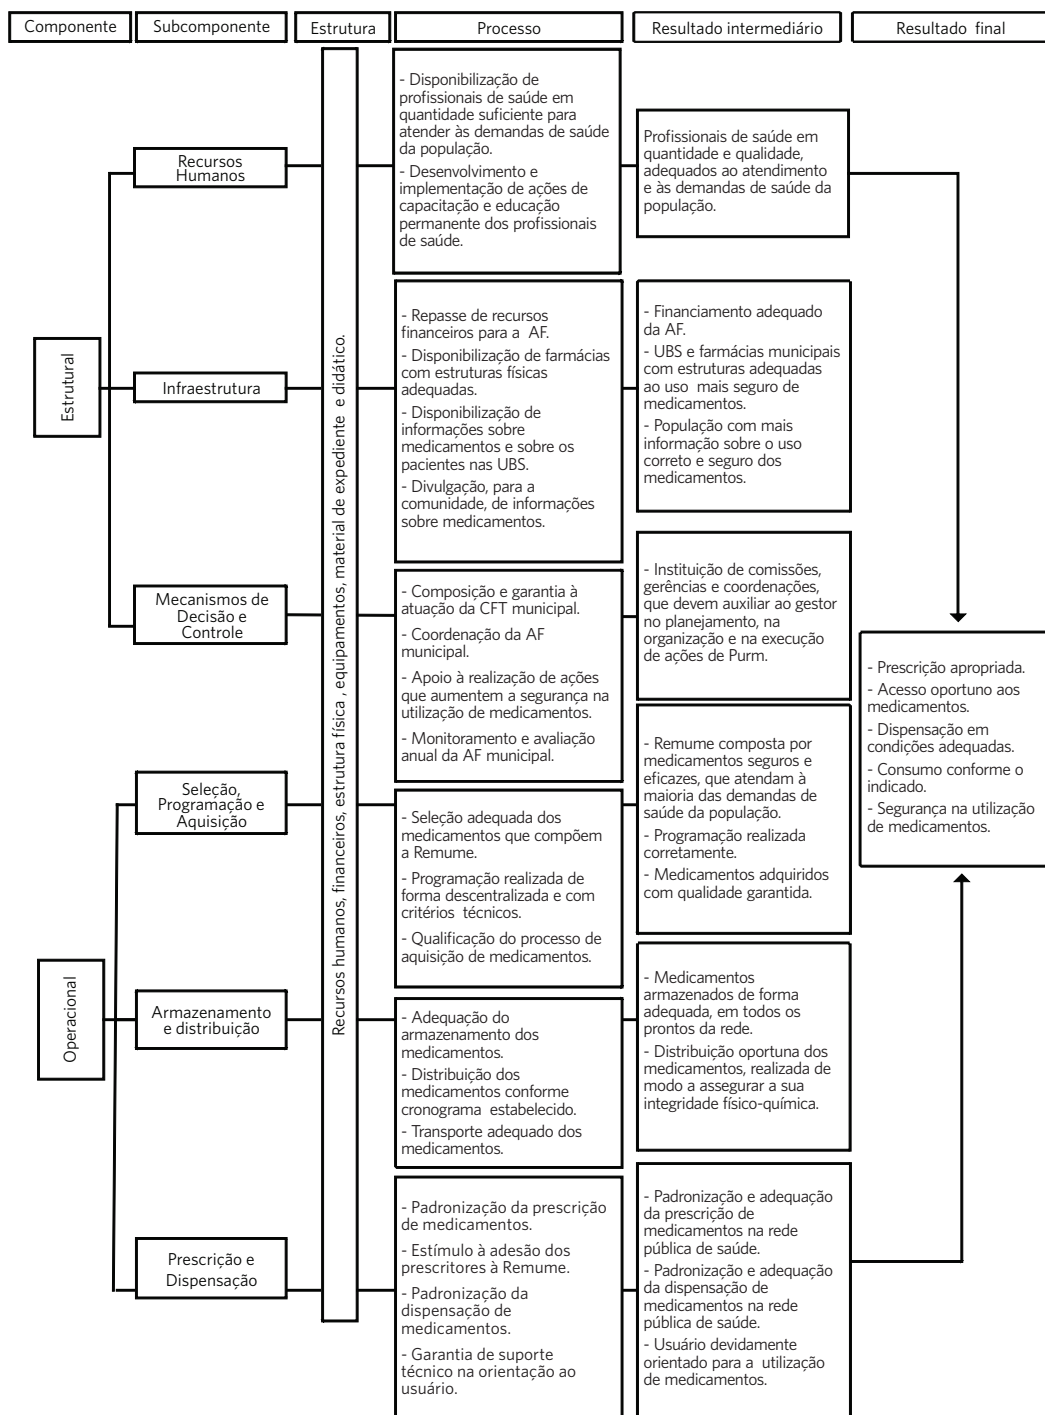 Componente
Subcomponente
Estrutura
Processo
Resultado intermediário
Resultado final
Estrutural
Recursos
Humanos
Infraestrutura
Mecanismos de
Decisão e
Controle
Operacional
Seleção,
Programação e
Aquisição
Armazenamento
e distribuição
Prescrição e
Dispensação
Recursos humanos, financeiros, estrutura física , equipamentos, material de expediente e didático.
- Disponibilização de
profissionais de saúde em
quantidade suficiente para
atender às demandas de saúde
da população.
- Desenvolvimento e
implementação de ações de
capacitação e educação
permanente dos profissionais
de saúde.
- Repasse de recursos
financeiros para a AF.
- Disponibilização de farmácias
com estruturas físicas
adequadas.
- Disponibilização de
informações sobre
medicamentos e sobre os
pacientes nas UBS.
- Divulgação, para a
comunidade, de informações
sobre medicamentos.
- Composição e garantia à
atuação da CFT municipal.
- Coordenação da AF
municipal.
- Apoio à realização de ações
que aumentem a segurança na
utilização de medicamentos.
- Monitoramento e avaliação
anual da AF municipal.
- Seleção adequada dos
medicamentos que compõem
a Remume.
- Programação realizada de
forma descentralizada e com
critérios técnicos.
- Qualificação do processo de
aquisição de medicamentos.
- Adequação do
armazenamento dos
medicamentos.
- Distribuição dos
medicamentos conforme
cronograma estabelecido.
- Transporte adequado dos
medicamentos.
- Padronização da prescrição
de medicamentos.
- Estímulo à adesão dos
prescritores à Remume.
- Padronização da
dispensação de
medicamentos.
- Garantia de suporte
técnico na orientação ao
usuário.
Profissionais de saúde em
quantidade e qualidade,
adequados ao atendimento
e às demandas de saúde da
população.
- Financiamento adequado
da AF.
- UBS e farmácias municipais
com estruturas adequadas
ao uso mais seguro de
medicamentos.
- População com mais
informação sobre o uso
correto e seguro dos
medicamentos.
- Instituição de comissões,
gerências e coordenações,
que devem auxiliar ao gestor
no planejamento, na
organização e na execução
de ações de Purm.
- Remume composta por
medicamentos seguros e
eficazes, que atendam à
maioria das demandas de
saúde da população.
- Programação realizada
corretamente.
- Medicamentos adquiridos
com qualidade garantida.
- Medicamentos
armazenados de forma
adequada, em todos os
prontos da rede.
- Distribuição oportuna dos
medicamentos, realizada de
modo a assegurar a sua
integridade físico-química.
- Padronização e adequação
da prescrição de
medicamentos na rede
pública de saúde.
- Padronização e adequação
da dispensação de
medicamentos na rede
pública de saúde.
- Usuário devidamente
orientado para a utilização
de medicamentos.
- Prescrição apropriada.
- Acesso oportuno aos
medicamentos.
- Dispensação em
condições adequadas.
- Consumo conforme o
indicado.
- Segurança na utilização
de medicamentos.